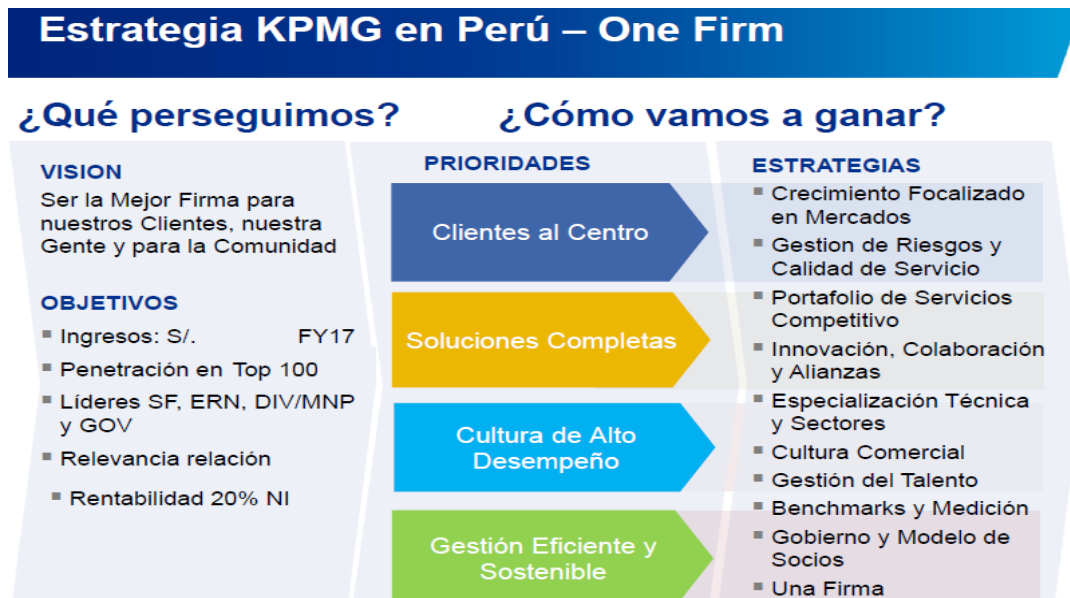 Estrategia KPMG en Perú – One Firm
¿Qué perseguimos?
¿Cómo vamos a ganar?
VISION
Ser la Mejor Firma para
nuestros Clientes, nuestra
Gente y para la Comunidad
OBJETIVOS
▪ Ingresos: S/. FY17
▪ Penetración en Top 100
▪ Líderes SF, ERN, DIV/MNP
y GOV
▪ Relevancia relación
▪ Rentabilidad 20% NI
PRIORIDADES
Clientes al Centro
Soluciones Completas
Cultura de Alto
Desempeño
Gestión Eficiente y
Sostenible
ESTRATEGIAS
▪ Crecimiento Focalizado
en Mercados
▪ Gestion de Riesgos y
Calidad de Servicio
▪ Portafolio de Servicios
Competitivo
▪ Innovación, Colaboración
y Alianzas
▪ Especialización Técnica
y Sectores
▪ Cultura Comercial
▪ Gestión del Talento
▪ Benchmarks y Medición
▪ Gobierno y Modelo de
Socios
▪ Una Firma